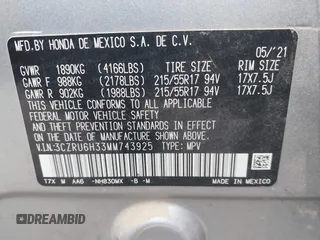 MFD.BY HONDA DE MEXICO S.A. DE C.V.
05/'21
GVWR 1890KG (4166LBS) RIM SIZE
GAWR F 988KG (2178LBS) 215/55R17 94V 17X7.5J
GAWR R 902KG (1988LBS) 215/55R17 94V 17X7.5J
THIS VEHICLE CONFORMS TO ALL APPLICABLE
FEDERAL MOTOR VEHICLE SAFETY AND THEFT PREVENTION
STANDARDS IN EFFECT ON THE DATE OF MANUFACTURE SHOWN ABOVE.
V.I.N:3CZRU6H33MM743925 TYPE: MPV
T7X M AA6 -NH830MX -B -M MADE IN MEXICO
DREAMBID DREAMBID DREAMBID